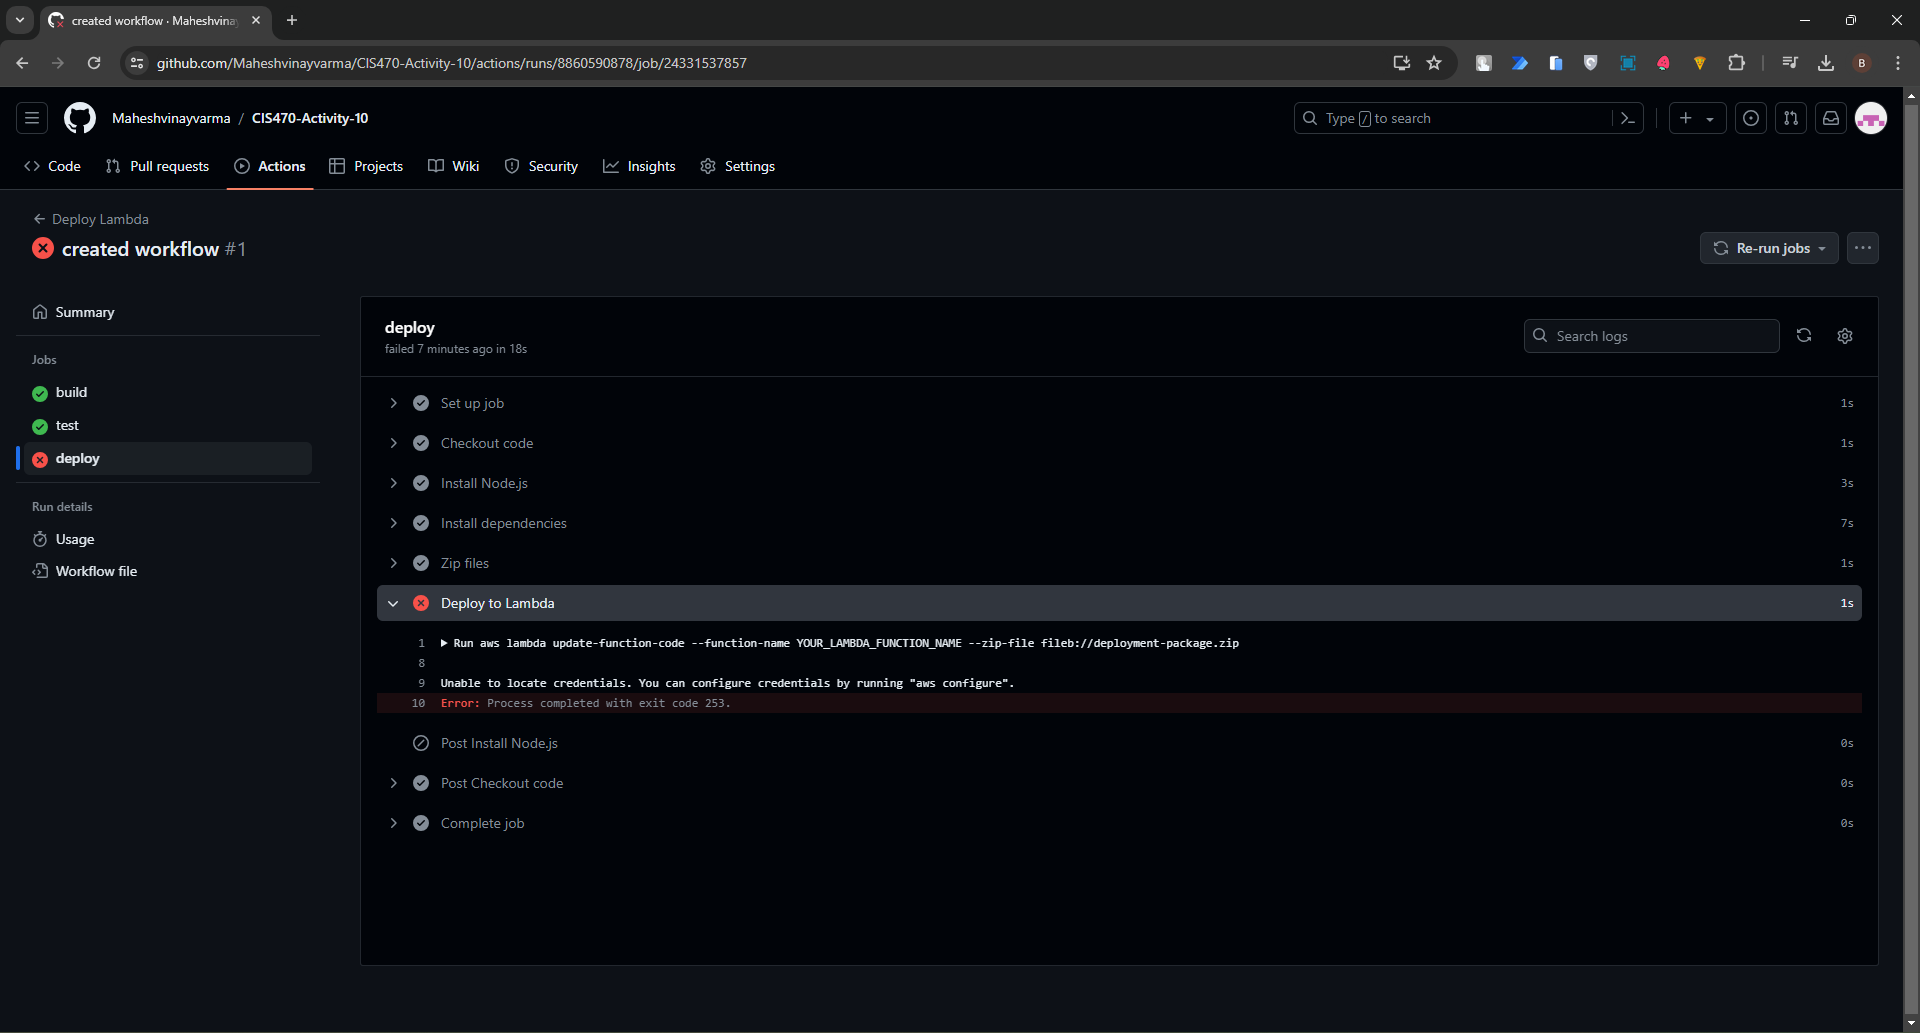 created workflow · Maheshvina
github.com/Maheshvinayvarma/CIS470-Activity-10/actions/runs/8860590878/job/24331537857
B
Maheshvinayvarma / CIS470-Activity-10
Type / to search
Code Pull requests Actions Projects Wiki Security Insights Settings
Deploy Lambda
created workflow #1
Re-run jobs
Summary
Jobs
build
test
deploy
Run details
Usage
Workflow file
deploy
failed 7 minutes ago in 18s
Search logs
Set up job 1s
Checkout code 1s
Install Node.js 3s
Install dependencies 7s
Zip files 1s
Deploy to Lambda 1s
1 Run aws lambda update-function-code --function-name YOUR_LAMBDA_FUNCTION_NAME --zip-file fileb://deployment-package.zip
8
9 Unable to locate credentials. You can configure credentials by running "aws configure".
10 Error: Process completed with exit code 253.
Post Install Node.js 0s
Post Checkout code 0s
Complete job 0s